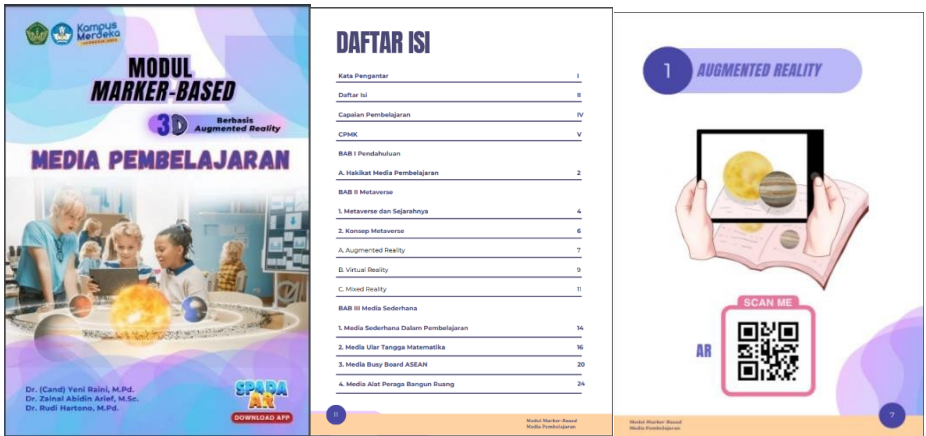 Kampus
Merdeka
INDONESIA JAYA
MODUL
MARKER-BASED
3D
Berbasis
Augmented Reality
MEDIA PEMBELAJARAN
Dr. (Cand) Yeni Raini, M.Pd.
Dr. Zainal Abidin Arief, M.Sc.
Dr. Rudi Hartono, M.Pd.
SPADA
AR
DOWNLOAD APP
DAFTAR ISI
Kata Pengantar I
Daftar Isi II
Capaian Pembelajaran IV
CPMK V
BAB I Pendahuluan
A. Hakikat Media Pembelajaran 2
BAB II Metaverse
1. Metaverse dan Sejarahnya 4
2. Konsep Metaverse 6
A. Augmented Reality 7
B. Virtual Reality 9
C. Mixed Reality 11
BAB III Media Sederhana
1. Media Sederhana Dalam Pembelajaran 14
2. Media Ular Tangga Matematika 16
3. Media Busy Board ASEAN 20
4. Media Alat Peraga Bangun Ruang 24
II
Modul Marker-Based
Media Pembelajaran
1 AUGMENTED REALITY
SCAN ME
AR
Modul Marker-Based
Media Pembelajaran
7